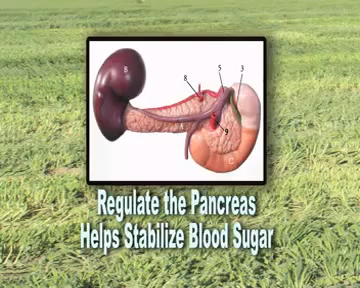 8 5 3
9
C
Regulate the Pancreas
Helps Stabilize Blood Sugar